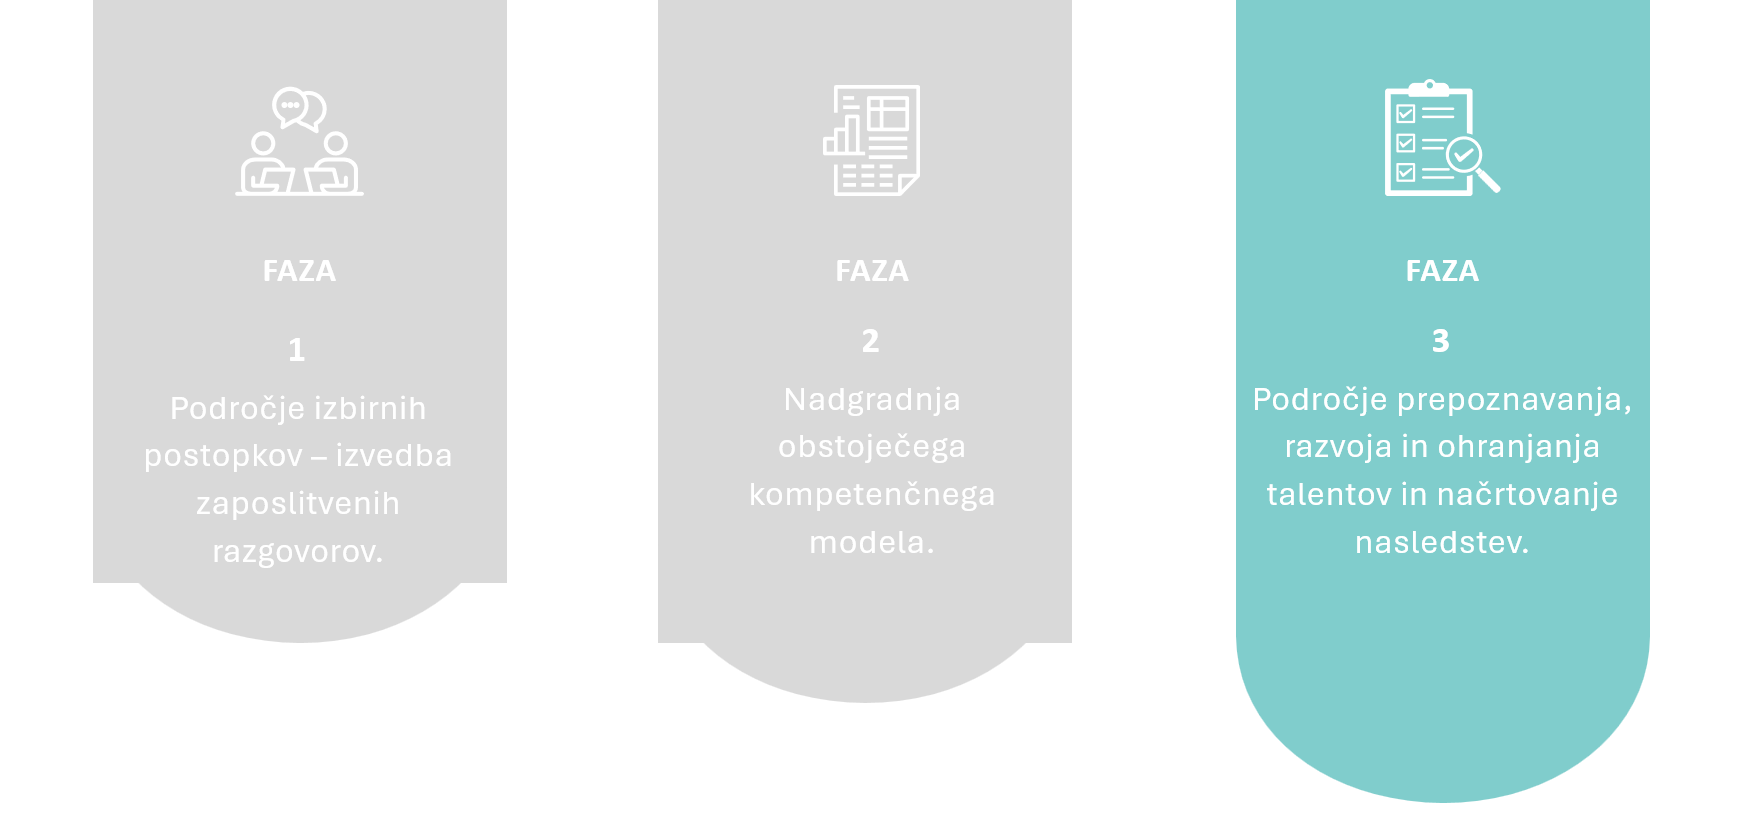 FAZA
1
Področje izbirnih
postopkov – izvedba
zaposlitvenih
razgovorov.
FAZA
2
Nadgradnja
obstoječega
kompetenčnega
modela.
FAZA
3
Področje prepoznavanja,
razvoja in ohranjanja
talentov in načrtovanje
nasledstev.